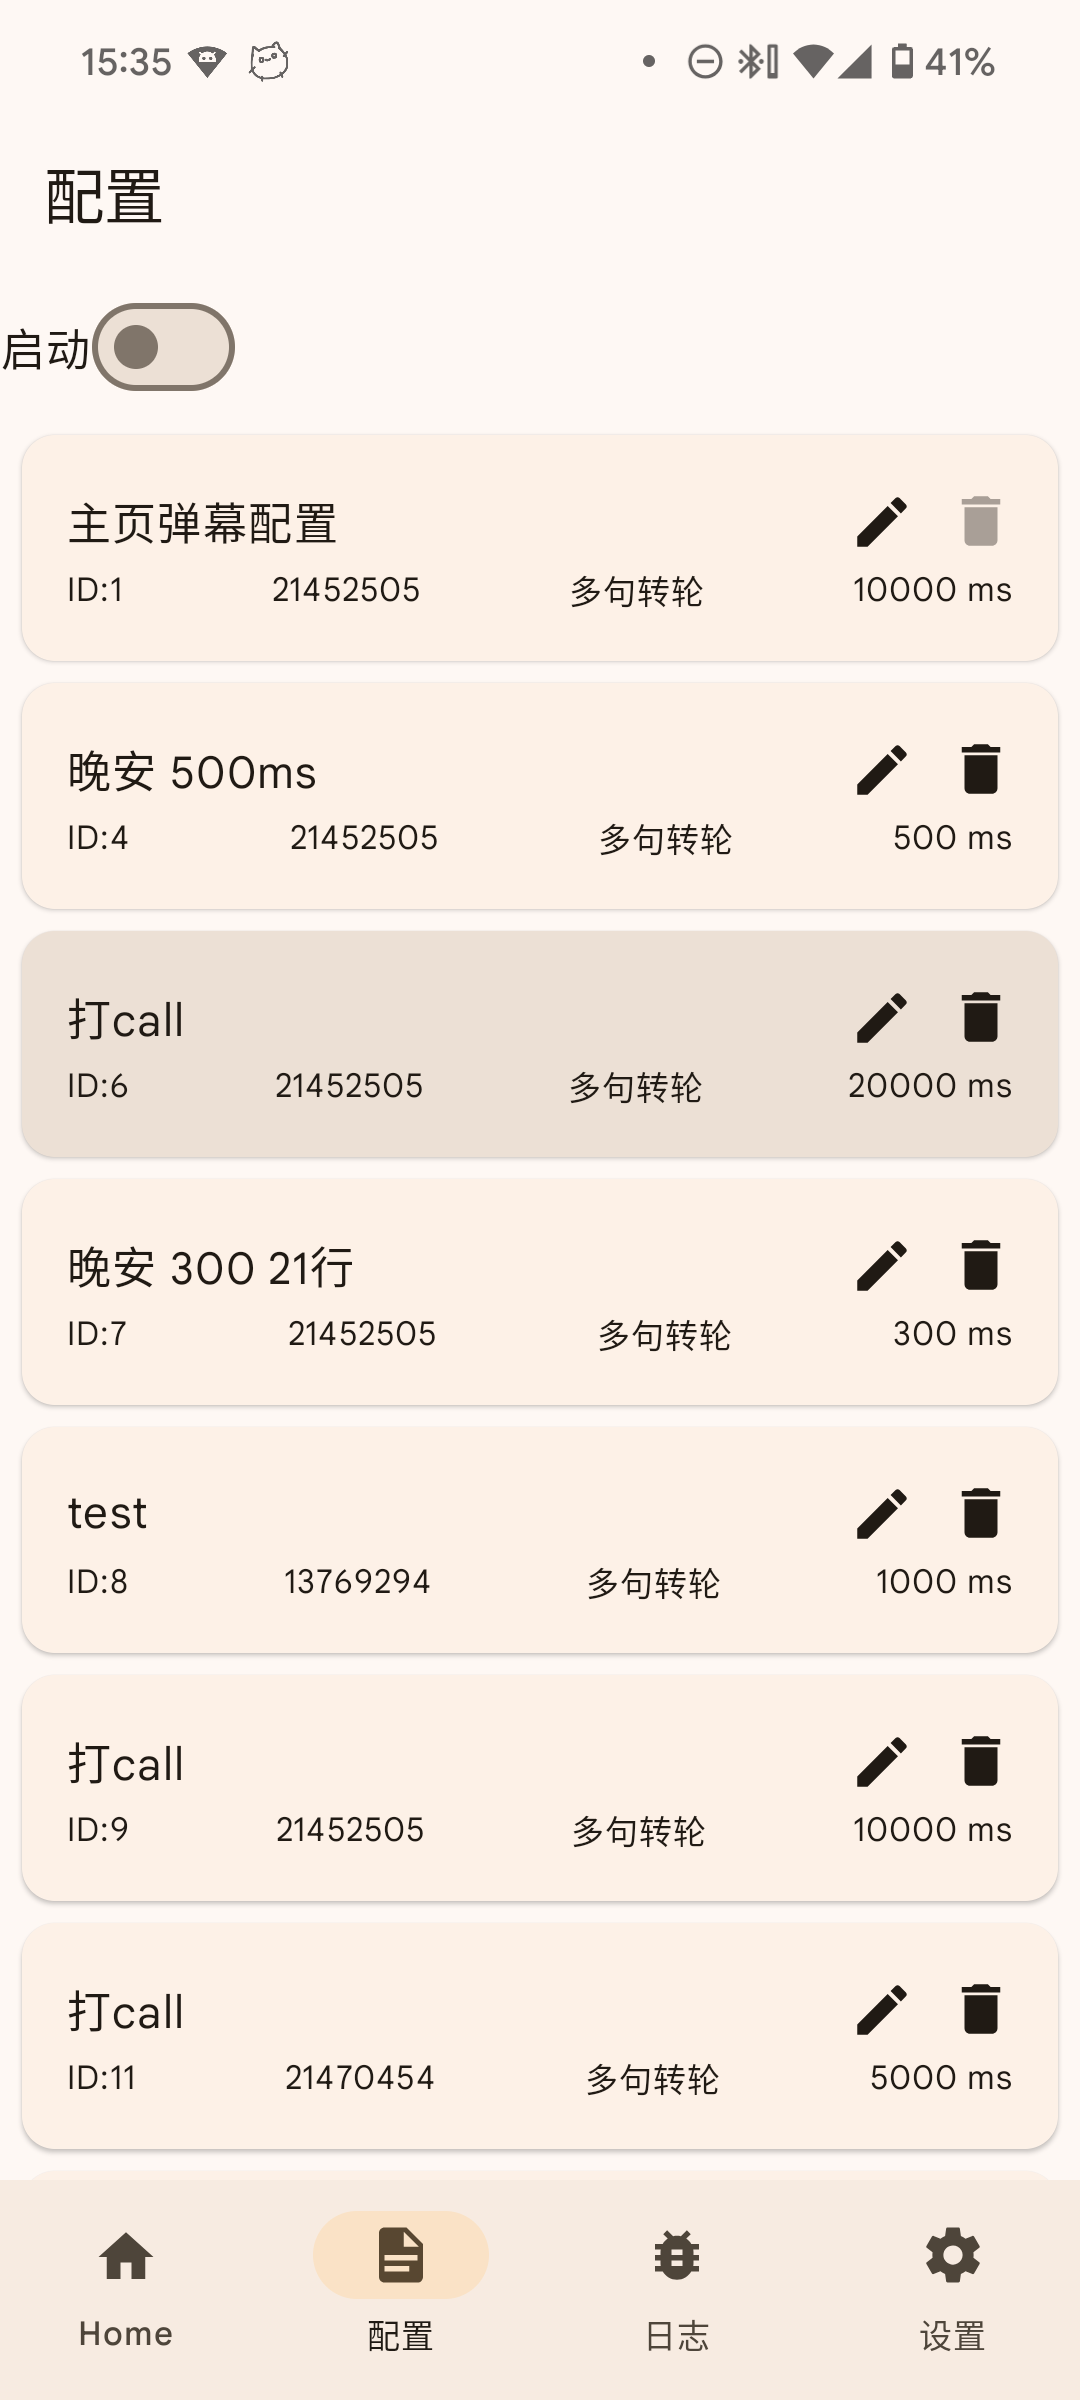 15:35 41%
配置
启动
主页弹幕配置
ID:1 21452505 多句转轮 10000 ms
晚安 500ms
ID:4 21452505 多句转轮 500 ms
打call
ID:6 21452505 多句转轮 20000 ms
晚安 300 21行
ID:7 21452505 多句转轮 300 ms
test
ID:8 13769294 多句转轮 1000 ms
打call
ID:9 21452505 多句转轮 10000 ms
打call
ID:11 21470454 多句转轮 5000 ms
Home 配置 日志 设置